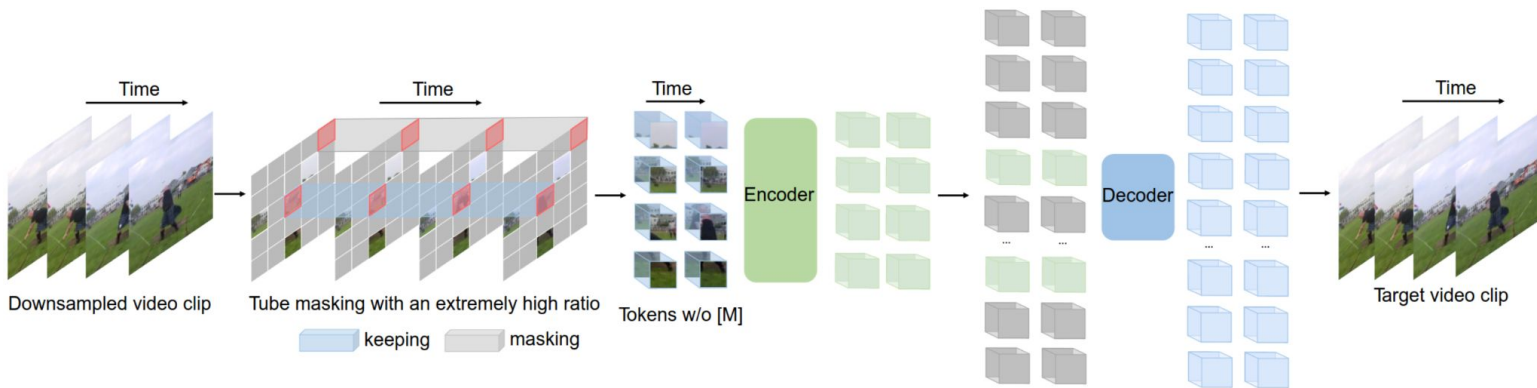 Time
Downsampled video clip
Time
Tube masking with an extremely high ratio
keeping
masking
Time
Tokens w/o [M]
Encoder
... ...
Decoder
... ...
Time
Target video clip